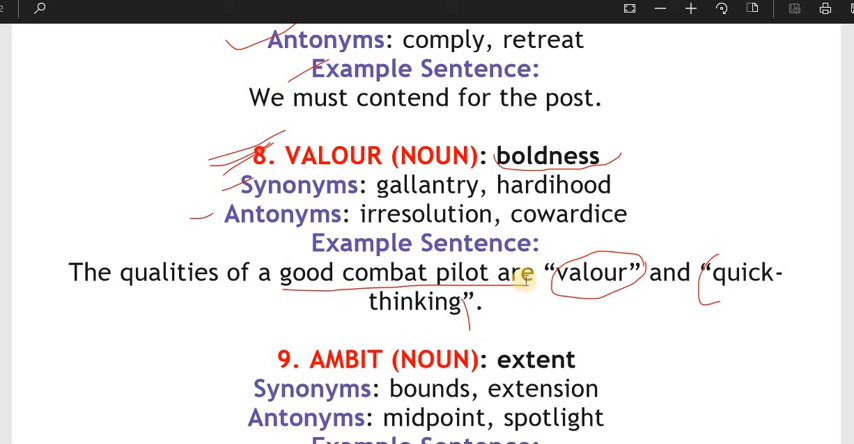 Antonyms: comply, retreat
Example Sentence:
We must contend for the post.
8. VALOUR (NOUN): boldness
Synonyms: gallantry, hardihood
Antonyms: irresolution, cowardice
Example Sentence:
The qualities of a good combat pilot are “valour” and “quick-
thinking”.
9. AMBIT (NOUN): extent
Synonyms: bounds, extension
Antonyms: midpoint, spotlight
Example Sentence: